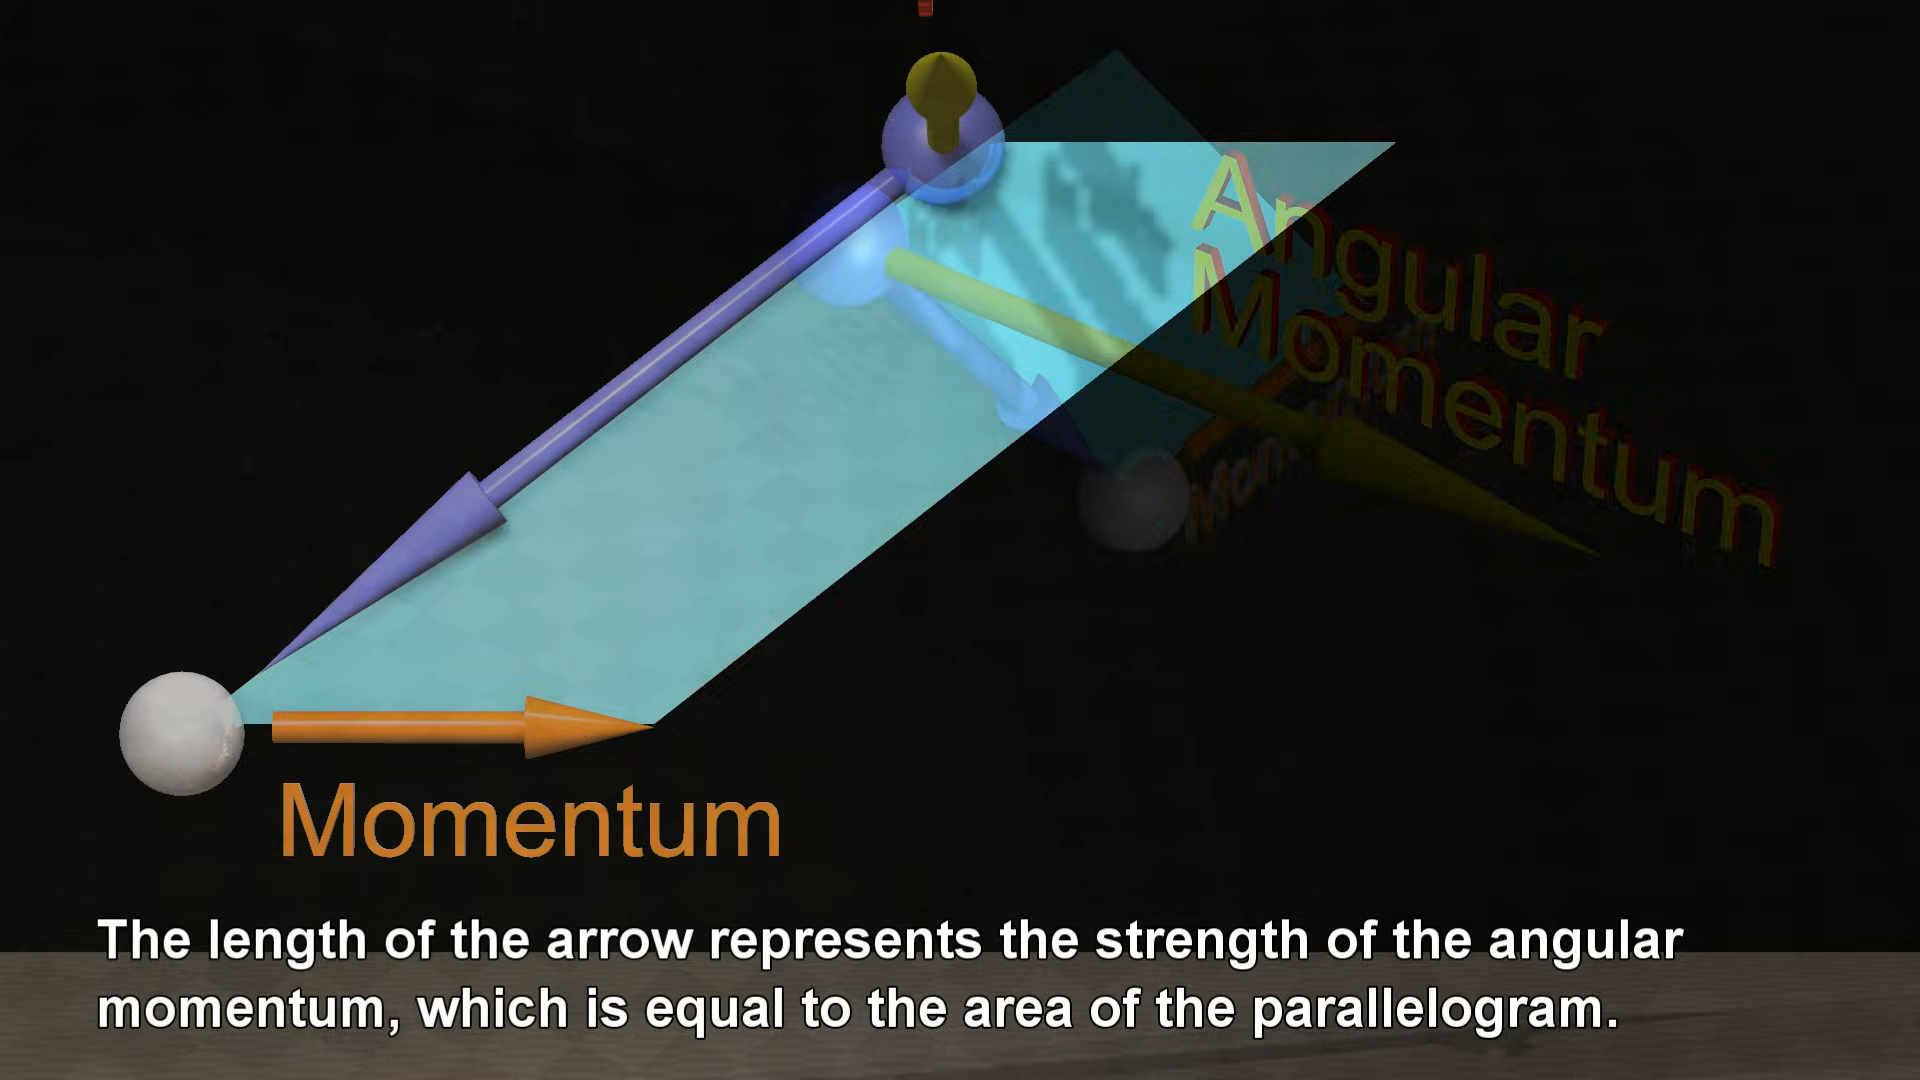 Angular
Momentum
Momentum
The length of the arrow represents the strength of the angular
momentum, which is equal to the area of the parallelogram.